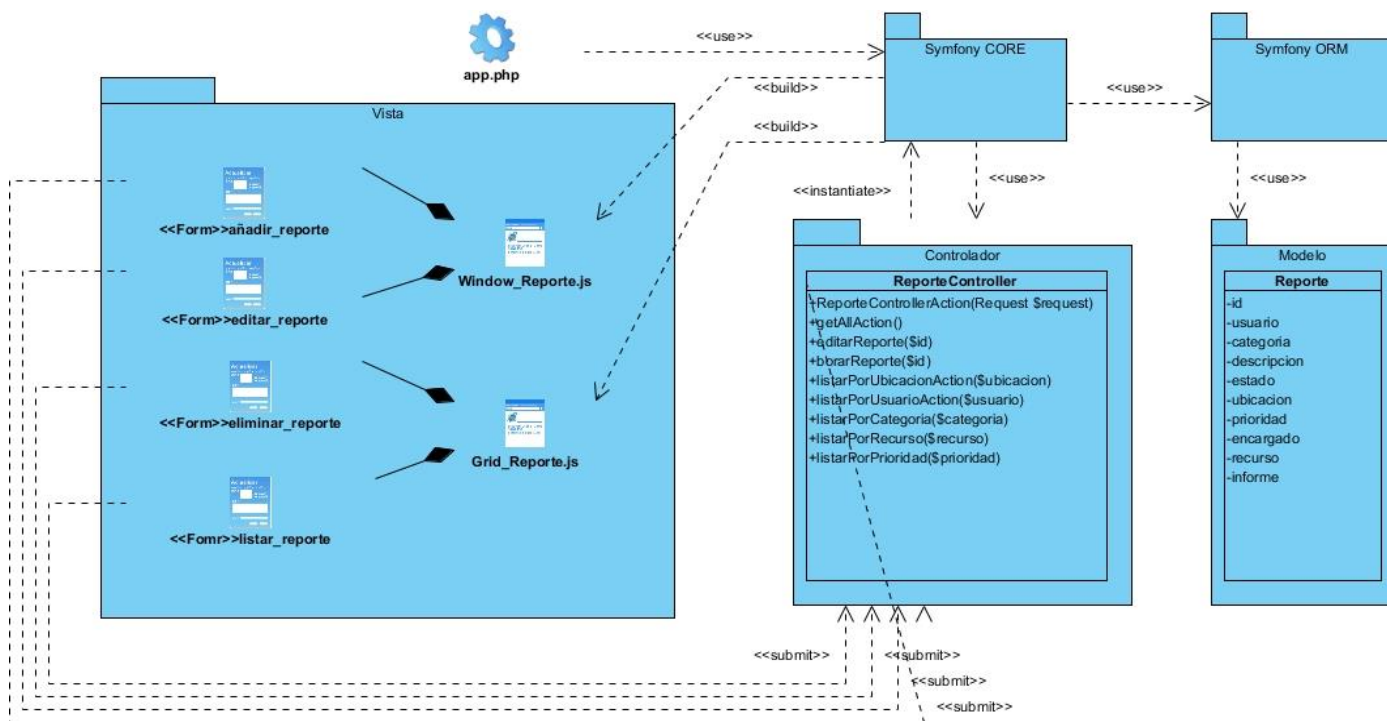 app.php
<<use>>
Symfony CORE
Symfony ORM
<<build>>
<<use>>
<<build>>
Vista
<<use>>
<<use>>
<<instantiate>>
<<Form>>añadir_reporte
Window_Reporte.js
<<Form>>editar_reporte
<<Form>>eliminar_reporte
Grid_Reporte.js
<<Fomr>>listar_reporte
Controlador
ReporteController
+ReporteControllerAction(Request $request)
+getAllAction()
+editarReporte($id)
+borarReporte($id)
+listarPorUbicacionAction($ubicacion)
+listarPorUsuarioAction($usuario)
+listarPorCategoria($categoria)
+listarPorRecurso($recurso)
+listarPorPrioridad($prioridad)
Modelo
Reporte
-id
-usuario
-categoria
-descripcion
-estado
-ubicacion
-prioridad
-encargado
-recurso
-informe
<<submit>>
<<submit>>
<<submit>>
<<submit>>